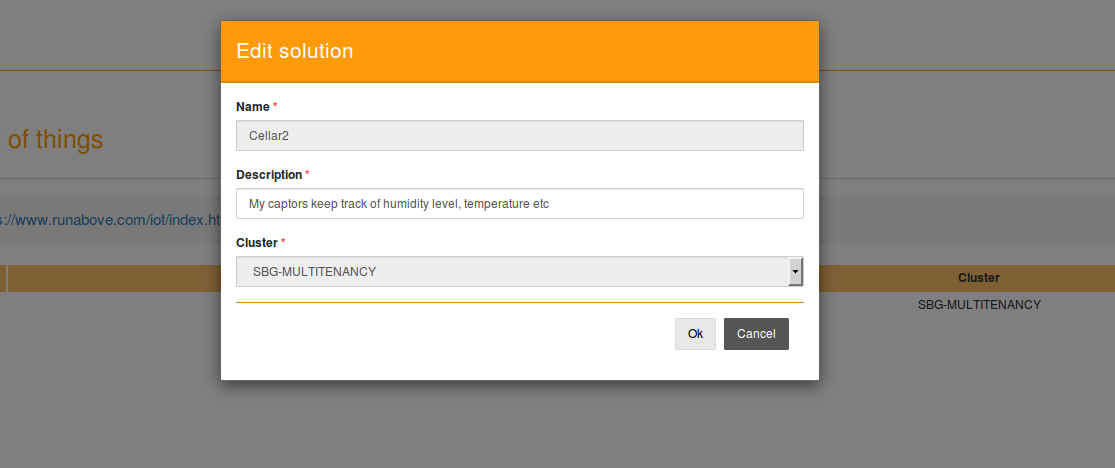 Edit solution
Name *
Cellar2
of things
Description *
My captors keep track of humidity level, temperature etc
s://www.runabove.com/iot/index.ht
Cluster *
SBG-MULTITENANCY
Cluster
SBG-MULTITENANCY
Ok Cancel